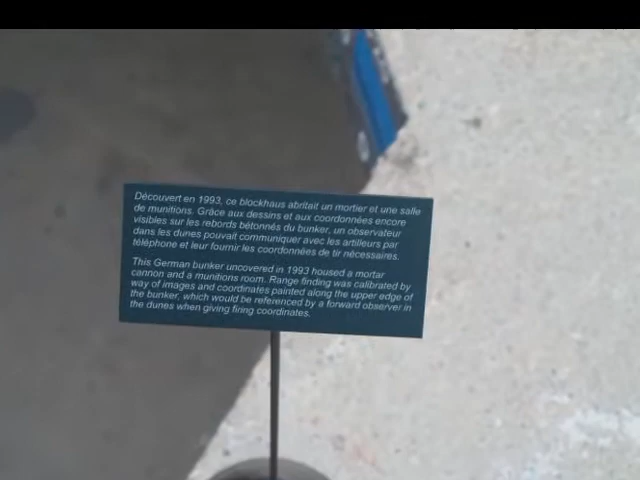 Découvert en 1993, ce blockhaus abritait un mortier et une salle
de munitions. Grâce aux dessins et aux coordonnées encore
visibles sur les rebords bétonnés du bunker, un observateur
dans les dunes pouvait communiquer avec les artilleurs par
téléphone et leur fournir les coordonnées de tir nécessaires.
This German bunker uncovered in 1993 housed a mortar
cannon and a munitions room. Range finding was calibrated by
way of images and coordinates painted along the upper edge of
the bunker, which would be referenced by a forward observer in
the dunes when giving firing coordinates.